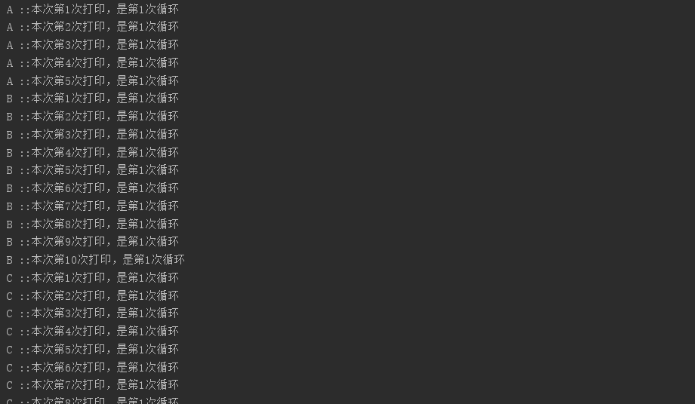 A ::本次第1次打印，是第1次循环
A ::本次第2次打印，是第1次循环
A ::本次第3次打印，是第1次循环
A ::本次第4次打印，是第1次循环
A ::本次第5次打印，是第1次循环
B ::本次第1次打印，是第1次循环
B ::本次第2次打印，是第1次循环
B ::本次第3次打印，是第1次循环
B ::本次第4次打印，是第1次循环
B ::本次第5次打印，是第1次循环
B ::本次第6次打印，是第1次循环
B ::本次第7次打印，是第1次循环
B ::本次第8次打印，是第1次循环
B ::本次第9次打印，是第1次循环
B ::本次第10次打印，是第1次循环
C ::本次第1次打印，是第1次循环
C ::本次第2次打印，是第1次循环
C ::本次第3次打印，是第1次循环
C ::本次第4次打印，是第1次循环
C ::本次第5次打印，是第1次循环
C ::本次第6次打印，是第1次循环
C ::本次第7次打印，是第1次循环
C ::本次第8次打印，是第1次循环